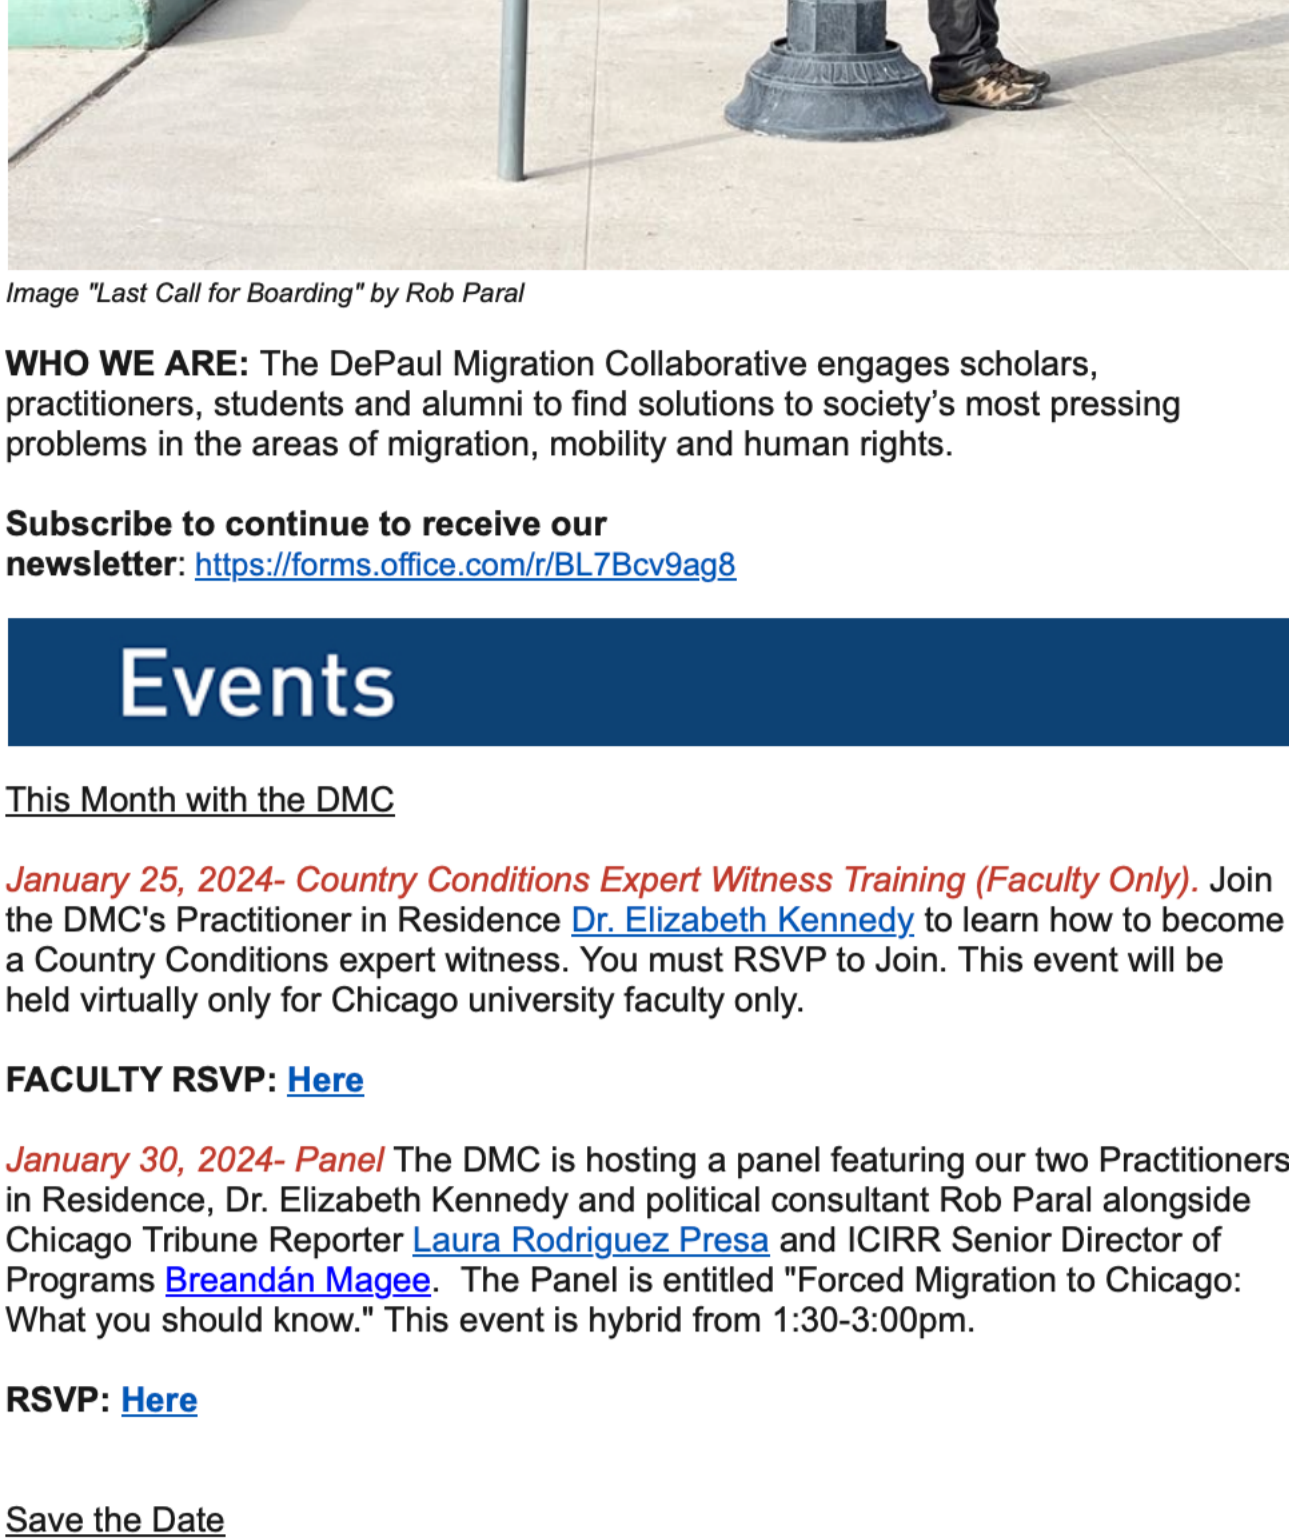 Image "Last Call for Boarding" by Rob Paral
WHO WE ARE: The DePaul Migration Collaborative engages scholars,
practitioners, students and alumni to find solutions to society’s most pressing
problems in the areas of migration, mobility and human rights.
Subscribe to continue to receive our
newsletter: https://forms.office.com/r/BL7Bcv9ag8
Events
This Month with the DMC
January 25, 2024- Country Conditions Expert Witness Training (Faculty Only). Join
the DMC's Practitioner in Residence Dr. Elizabeth Kennedy to learn how to become
a Country Conditions expert witness. You must RSVP to Join. This event will be
held virtually only for Chicago university faculty only.
FACULTY RSVP: Here
January 30, 2024- Panel The DMC is hosting a panel featuring our two Practitioners
in Residence, Dr. Elizabeth Kennedy and political consultant Rob Paral alongside
Chicago Tribune Reporter Laura Rodriguez Presa and ICIRR Senior Director of
Programs Breandán Magee.  The Panel is entitled "Forced Migration to Chicago:
What you should know." This event is hybrid from 1:30-3:00pm.
RSVP: Here
Save the Date